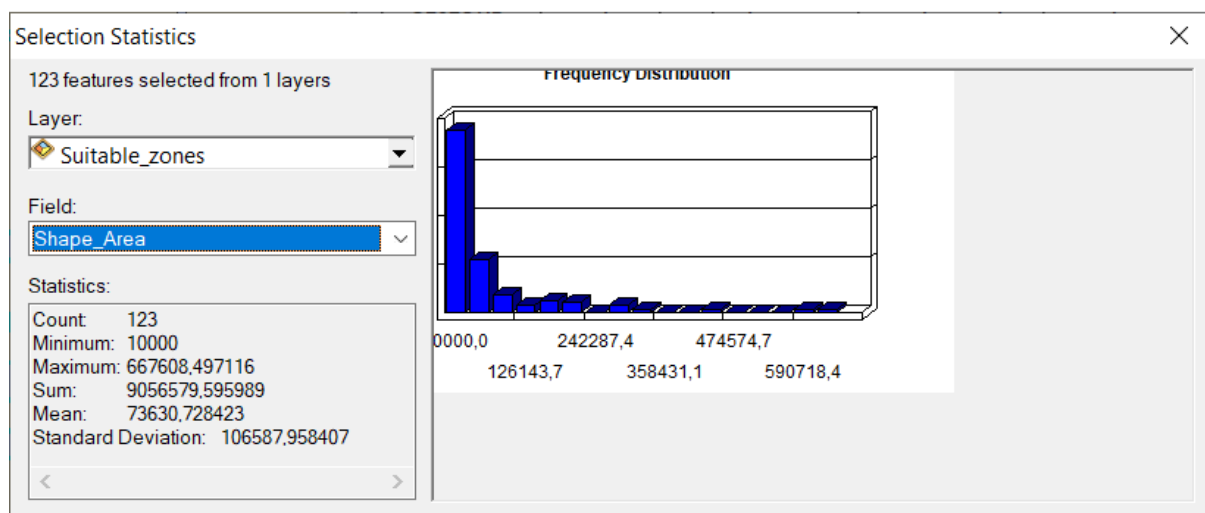 Selection Statistics
123 features selected from 1 layers
Layer:
Suitable_zones
Field:
Shape_Area
Statistics:
Count: 123
Minimum: 10000
Maximum: 667608,497116
Sum: 9056579,595989
Mean: 73630,728423
Standard Deviation: 106587,958407
Frequency Distribution
0000,0 242287,4 474574,7
126143,7 358431,1 590718,4